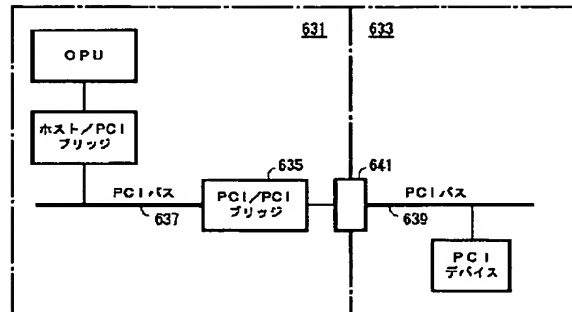 631 633
CPU
ホスト/PCI
ブリッジ
635
641
PCIバス
PCI/PCI
ブリッジ
PCIバス
637
639
PCI
デバイス